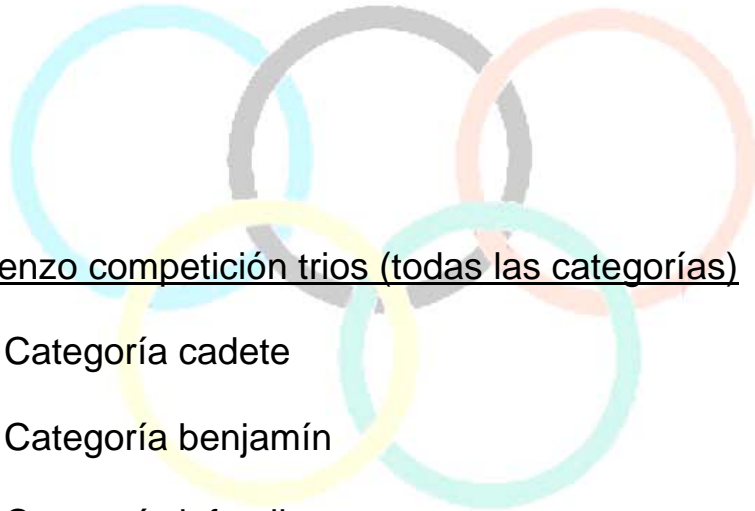 enzo competición trios (todas las categorías)
Categoría cadete
Categoría benjamín